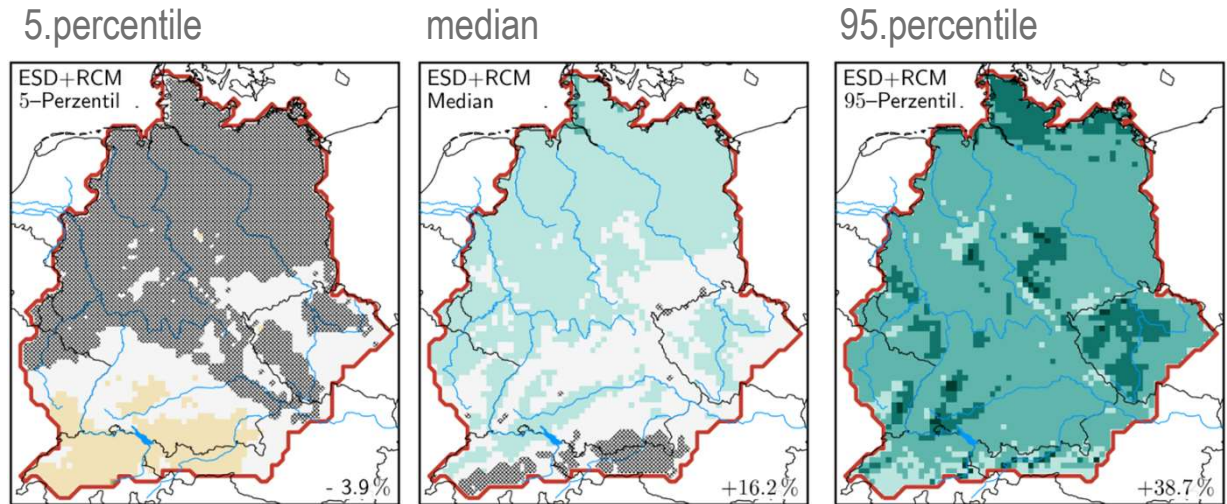 5.percentile
median
95.percentile
ESD+RCM
5–Perzentil .
- 3.9%
ESD+RCM
Median .
+16.2%
ESD+RCM
95–Perzentil .
+38.7%